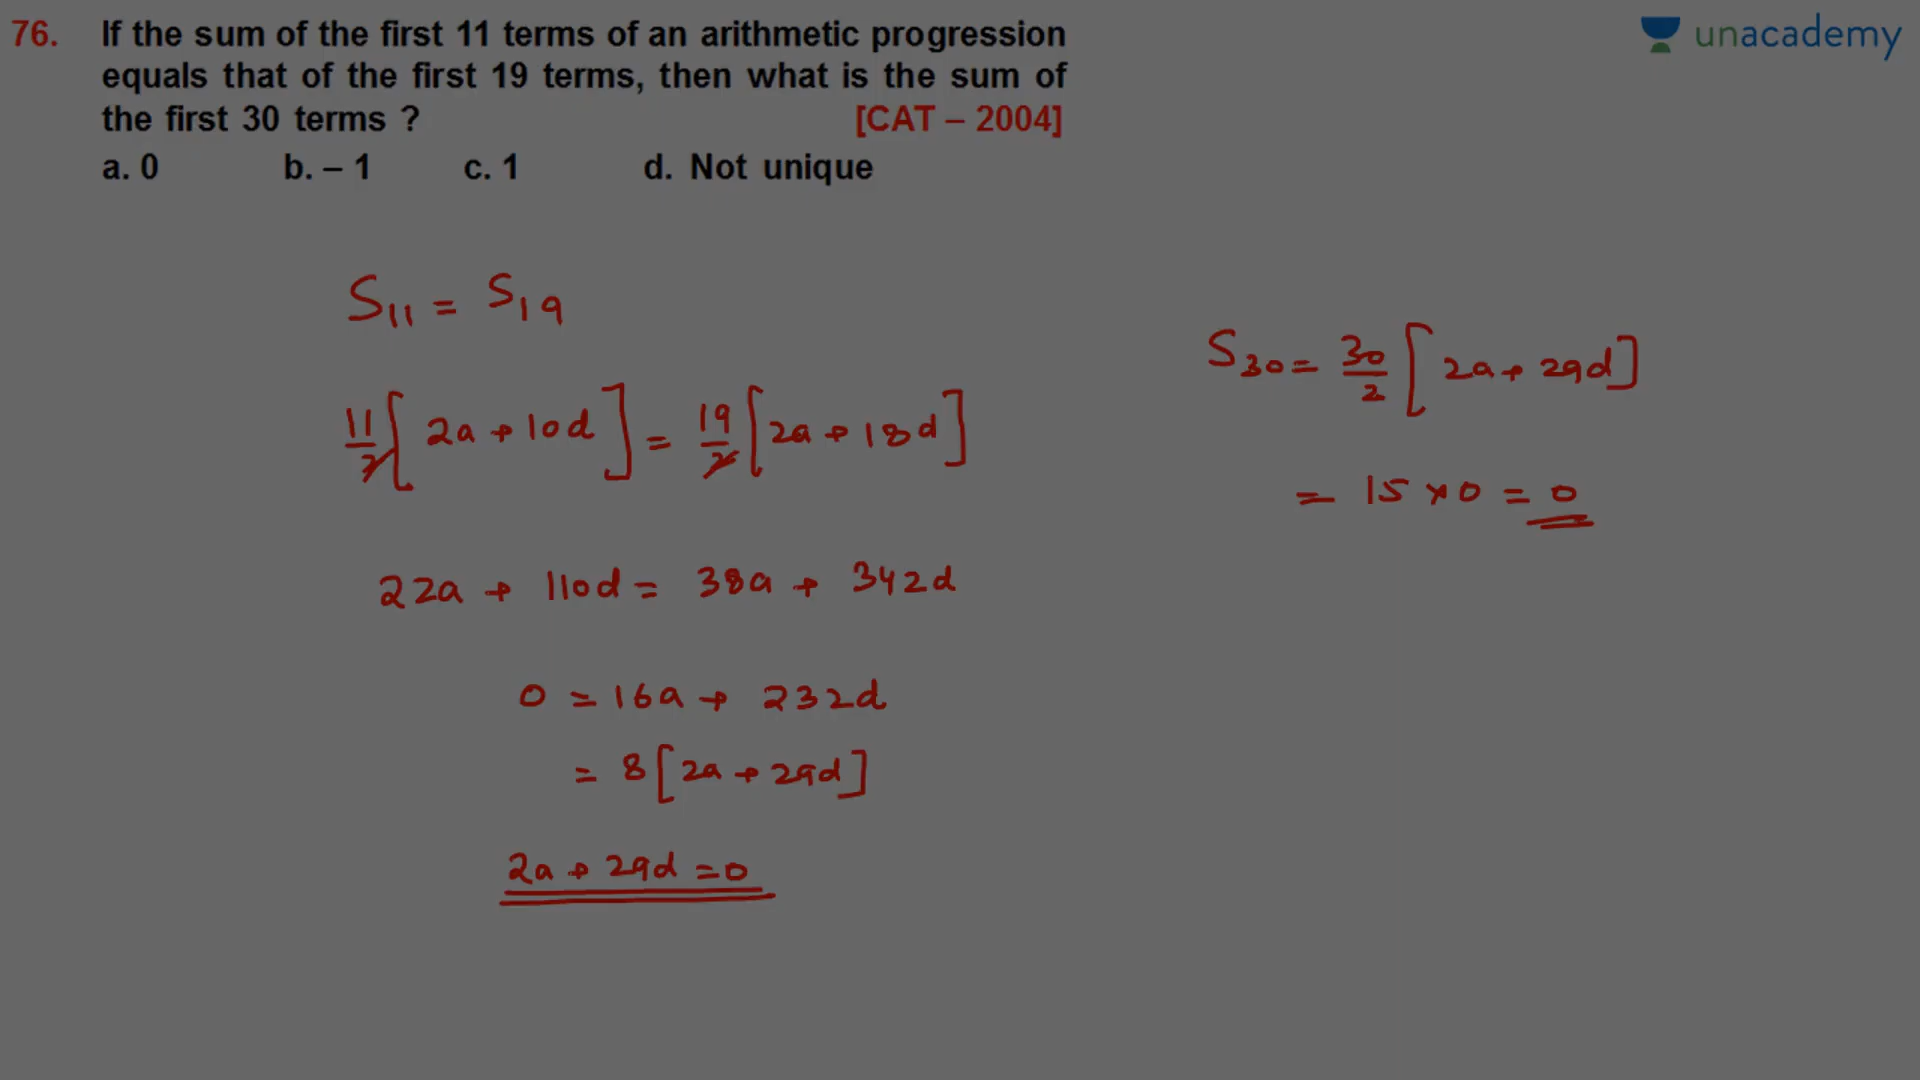 76. If the sum of the first 11 terms of an arithmetic progression
equals that of the first 19 terms, then what is the sum of
the first 30 terms ? [CAT – 2004]
a. 0 b. – 1 c. 1 d. Not unique
unacademy
S₁₁ = S₁₉
11/2 [2a + 10d] = 19/2 [2a + 18d]
22a + 110d = 38a + 342d
0 = 16a + 232d
= 8[2a + 29d]
2a + 29d = 0
S₃₀ = 30/2 [2a + 29d]
= 15 × 0 = 0